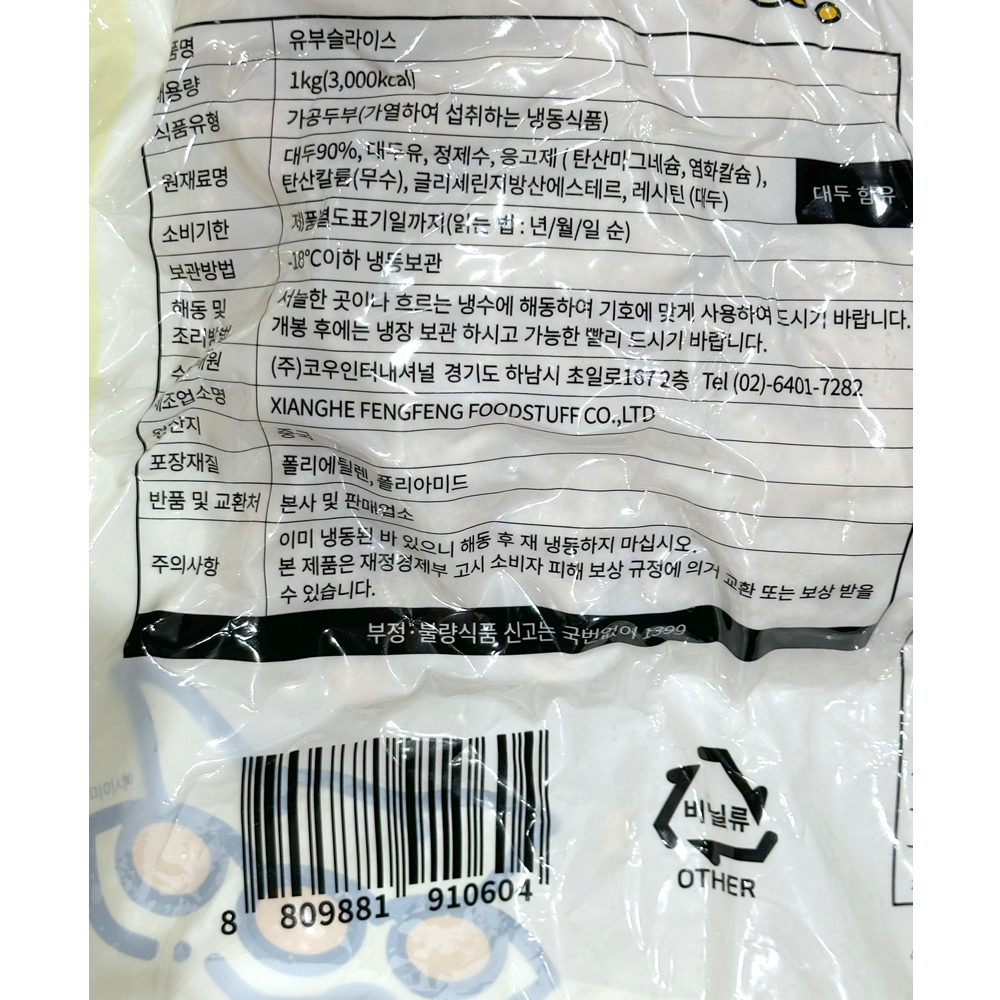 품명 유부슬라이스
내용량 1kg(3,000kcal)
식품유형 가공두부(가열하여 섭취하는 냉동식품)
원재료명 대두90%, 대두유, 정제수, 응고제 ( 탄산마그네슘, 염화칼슘 ),
탄산칼륨(무수), 글리세린지방산에스테르, 레시틴 (대두)
대두 함유
소비기한 제품별도표기일까지(읽는 법 : 년/월/일 순)
보관방법 -18℃이하 냉동보관
해동 및
조리방법
서늘한 곳이나 흐르는 냉수에 해동하여 기호에 맞게 사용하여 드시기 바랍니다.
개봉 후에는 냉장 보관 하시고 가능한 빨리 드시기 바랍니다.
(주)코우인터내셔널 경기도 하남시 초일로 2층 Tel (02)-6401-7282
제조업소명 XIANGHE FENGFENG FOODSTUFF CO.,LTD
원산지 중국
포장재질 폴리에틸렌, 폴리아미드
반품 및 교환처 본사 및 판매업소
주의사항
이미 냉동된 바 있으니 해동 후 재 냉동하지 마십시오.
본 제품은 재정경제부 고시 소비자 피해 보상 규정에 의거 교환 또는 보상 받을
수 있습니다.
부정·불량식품 신고는 국번없이 1399
8 809881 910604
비닐류
OTHER